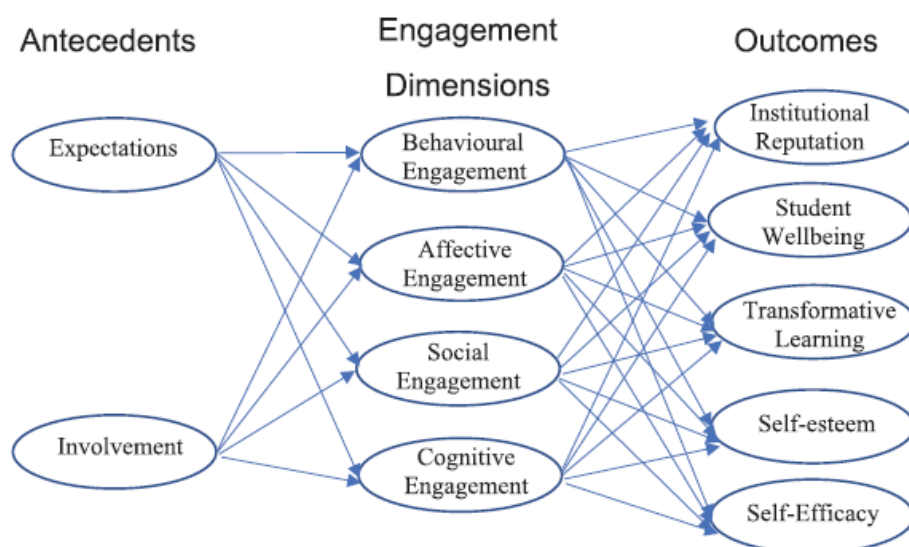 Antecedents
Engagement
Dimensions
Outcomes
Expectations
Involvement
Behavioural
Engagement
Affective
Engagement
Social
Engagement
Cognitive
Engagement
Institutional
Reputation
Student
Wellbeing
Transformative
Learning
Self-esteem
Self-Efficacy